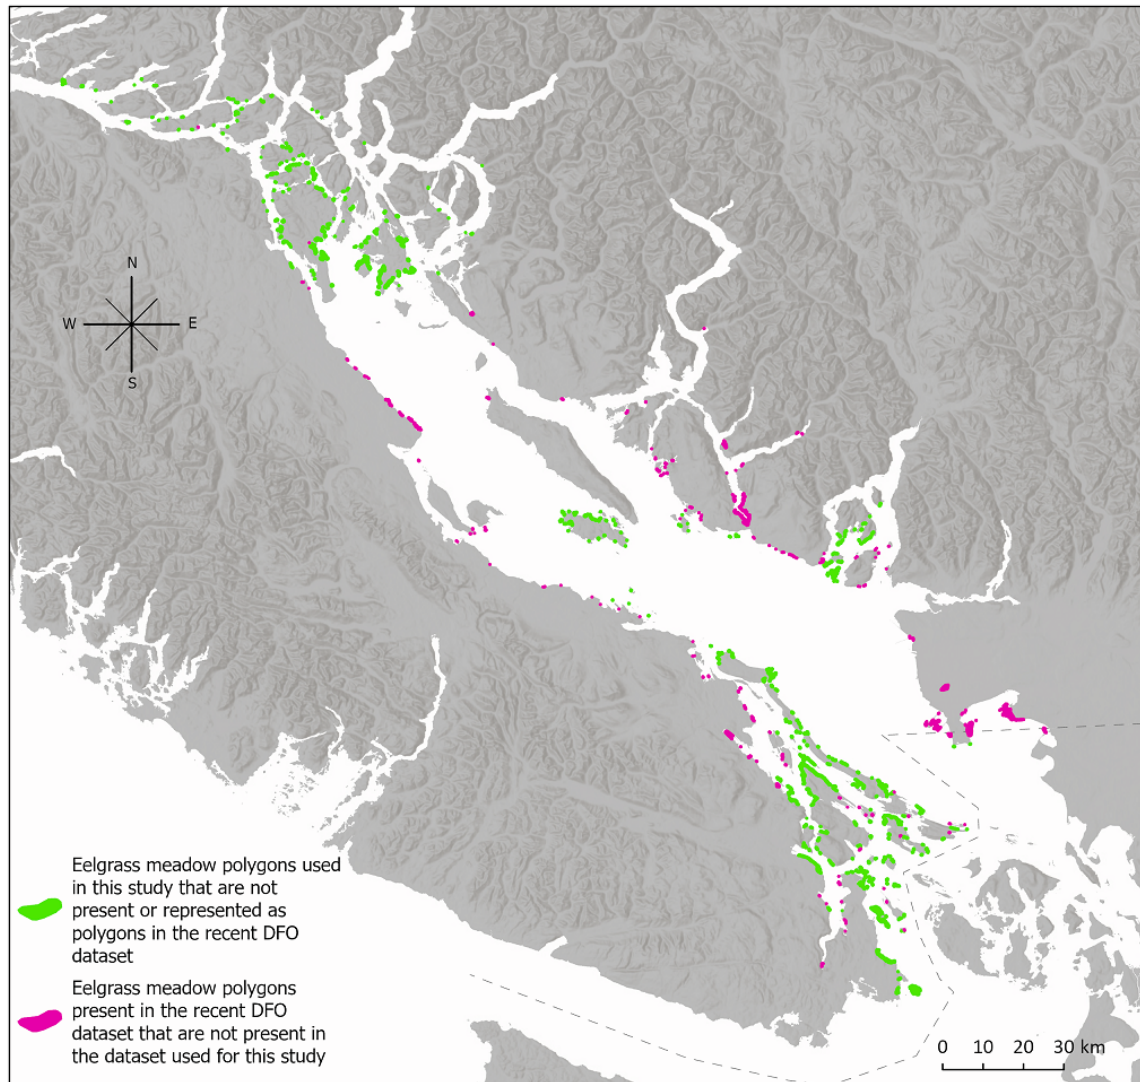 N
W E
S
Eelgrass meadow polygons used
in this study that are not
present or represented as
polygons in the recent DFO
dataset
Eelgrass meadow polygons
present in the recent DFO
dataset that are not present in
the dataset used for this study
0 10 20 30 km